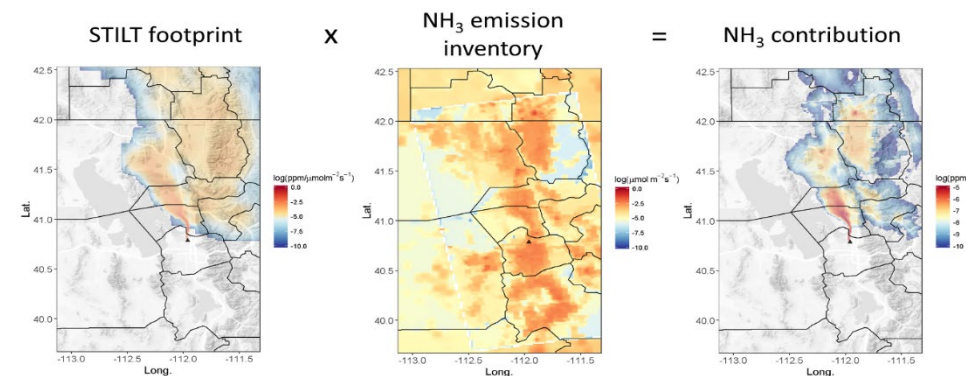 STILT footprint
x
NH₃ emission
inventory
=
NH₃ contribution
42.5
42.0
41.5
41.0
40.5
40.0
Lat.
-113.0 -112.5 -112.0 -111.5
Long.
log(ppm/μmolm⁻²s⁻¹)
0.0
-2.5
-5.0
-7.5
-10.0
42.5
42.0
41.5
41.0
40.5
40.0
Lat.
-113.0 -112.5 -112.0 -111.5
Long.
log(μmol m⁻² s⁻¹)
0.0
-2.5
-5.0
-7.5
-10.0
42.5
42.0
41.5
41.0
40.5
40.0
Lat.
-113.0 -112.5 -112.0 -111.5
Long.
log(ppm
-5
-6
-7
-8
-9
-10